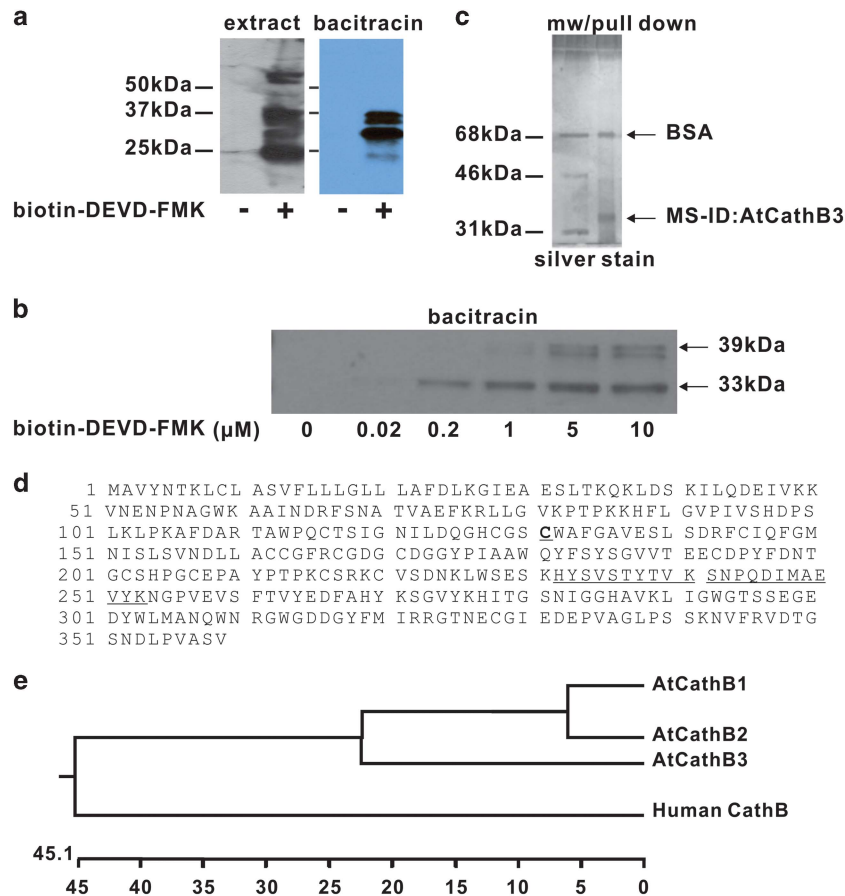 a
extract bacitracin
50kDa
37kDa
25kDa
biotin-DEVD-FMK - + - +
c
mw/pull down
68kDa BSA
46kDa
MS-ID:AtCathB3
31kDa
silver stain
b
bacitracin
39kDa
33kDa
biotin-DEVD-FMK (µM) 0 0.02 0.2 1 5 10
d
1 MAVYNTKLCL ASVFLLLGLL LAFDLKGIEA ESLTKQKLDS KILQDEIVKK
51 VNENPNAGWK AAINDRFSNA TVAEFKRLLG VKPTPKKHFL GVPIVSHDPS
101 LKLPKAFDAR TAWPQCTSIG NILDQGHCGS CWAFGAVESL SDRFCIQFGM
151 NISLSVNDLL ACCGFRCGDG CDGGYPIAAW QYFSYSGVVT EECDPYFDNT
201 GCSHPGCEPA YPTPKCSRKC VSDNKLWSES KHYSVSTYTV K SNPQDIMAE
251 VYKNGPVEVS FTVYEDFAHY KSGVYKHITG SNIGGHAVKL IGWGTSSEGE
301 DYWLMANQWN RGWGDDGYFM IRRGTNECGI EDEPVAGLPS SKNVFRVDTG
351 SNDLPVASV
e
AtCathB1
AtCathB2
AtCathB3
Human CathB
45.1
45 40 35 30 25 20 15 10 5 0